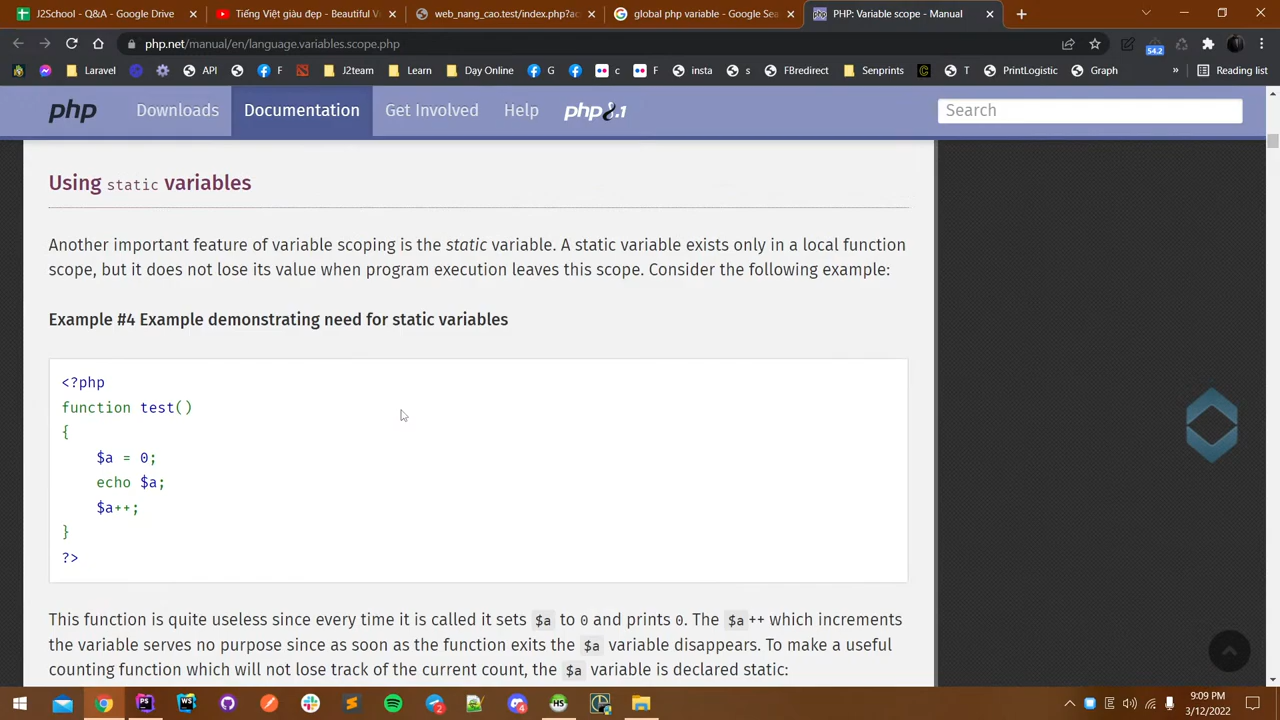 J2School - Q&A - Google Drive
Tiếng Việt giàu đẹp - Beautiful V
web_nang_cao.test/index.php?ac
global php variable - Google Sea
PHP: Variable scope - Manual
php.net/manual/en/language.variables.scope.php
54.2
Laravel
API
F
J2team
Learn
Day Online
G
c
F
insta
s
FBredirect
Senprints
T
PrintLogistic
Graph
»
Reading list
php
Downloads
Documentation
Get Involved
Help
php8.1
Search
Using static variables
Another important feature of variable scoping is the static variable. A static variable exists only in a local function
scope, but it does not lose its value when program execution leaves this scope. Consider the following example:
Example #4 Example demonstrating need for static variables
<?php
function test()
{
$a = 0;
echo $a;
$a++;
}
?>
This function is quite useless since every time it is called it sets $a to 0 and prints 0. The $a++ which increments
the variable serves no purpose since as soon as the function exits the $a variable disappears. To make a useful
counting function which will not lose track of the current count, the $a variable is declared static:
9:09 PM
3/12/2022